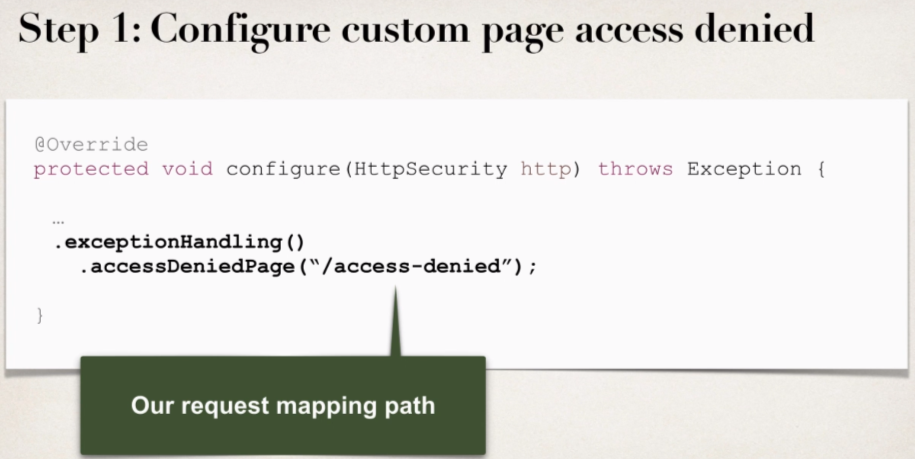 Step 1: Configure custom page access denied
@Override
protected void configure(HttpSecurity http) throws Exception {
…
.exceptionHandling()
.accessDeniedPage(“/access-denied”);
}
Our request mapping path